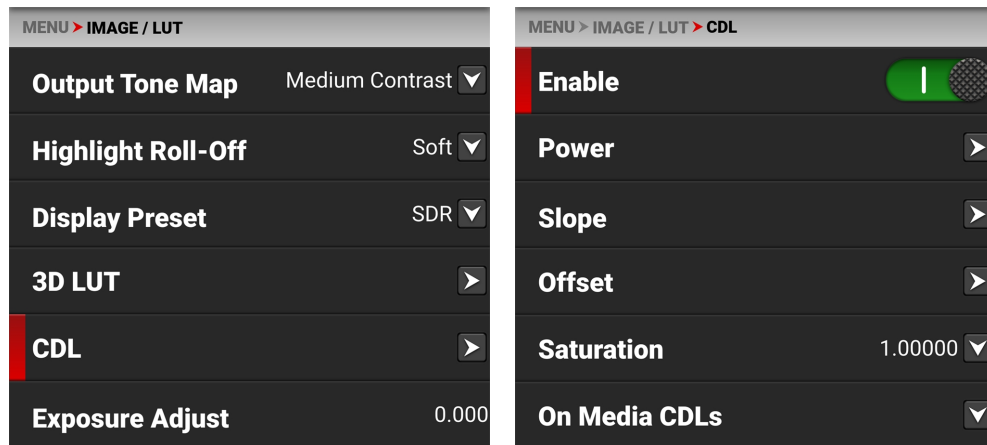 MENU > IMAGE / LUT
Output Tone Map Medium Contrast
Highlight Roll-Off Soft
Display Preset SDR
3D LUT
CDL
Exposure Adjust 0.000
MENU > IMAGE / LUT > CDL
Enable
Power
Slope
Offset
Saturation 1.00000
On Media CDLs